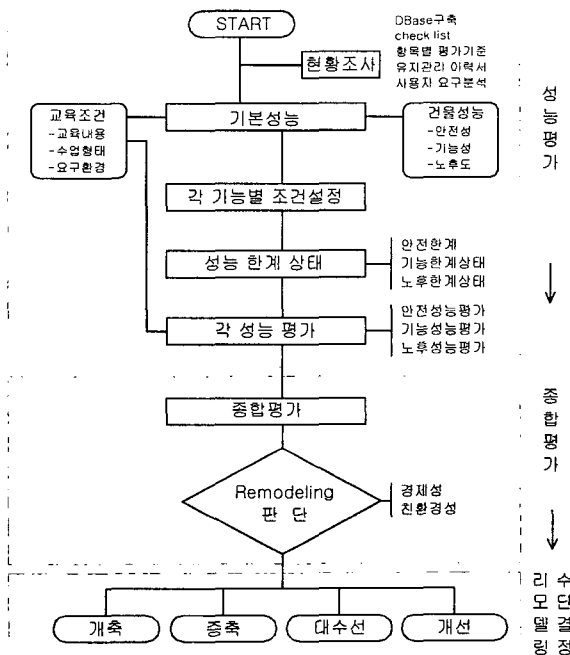 START
DBase구축
check list
항목별 평가기준
유지관리 이력서
사용자 요구분석
현황조사
교육조건
-교육내용
-수업형태
-요구환경
기본성능
건물성능
-안전성
-기능성
-노후도
각 기능별 조건설정
성능 한계 상태
안전한계
기능한계상태
노후한계상태
각 성능 평가
안전성능평가
기능성능평가
노후성능평가
성능평가
종합평가
Remodeling
판 단
경제성
친환경성
종합평가
개축
증축
대수선
개선
리모델링
수단결정